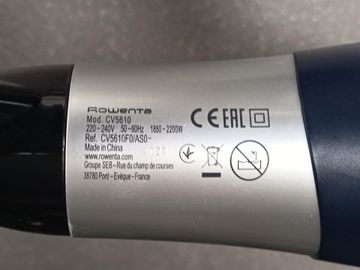 Rowenta
Mod. CV5610
220-240V 50-60Hz 1850-2200W
Ref. CV5610F0/AS0~
Made in China
www.rowenta.com
Groupe SEB - Rue du champ de courses
38780 Pont - Evêque - France
CE EAC